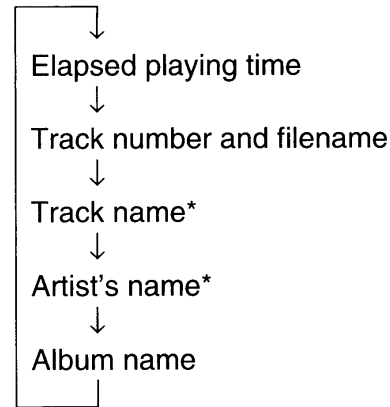 Elapsed playing time
Track number and filename
Track name*
Artist's name*
Album name